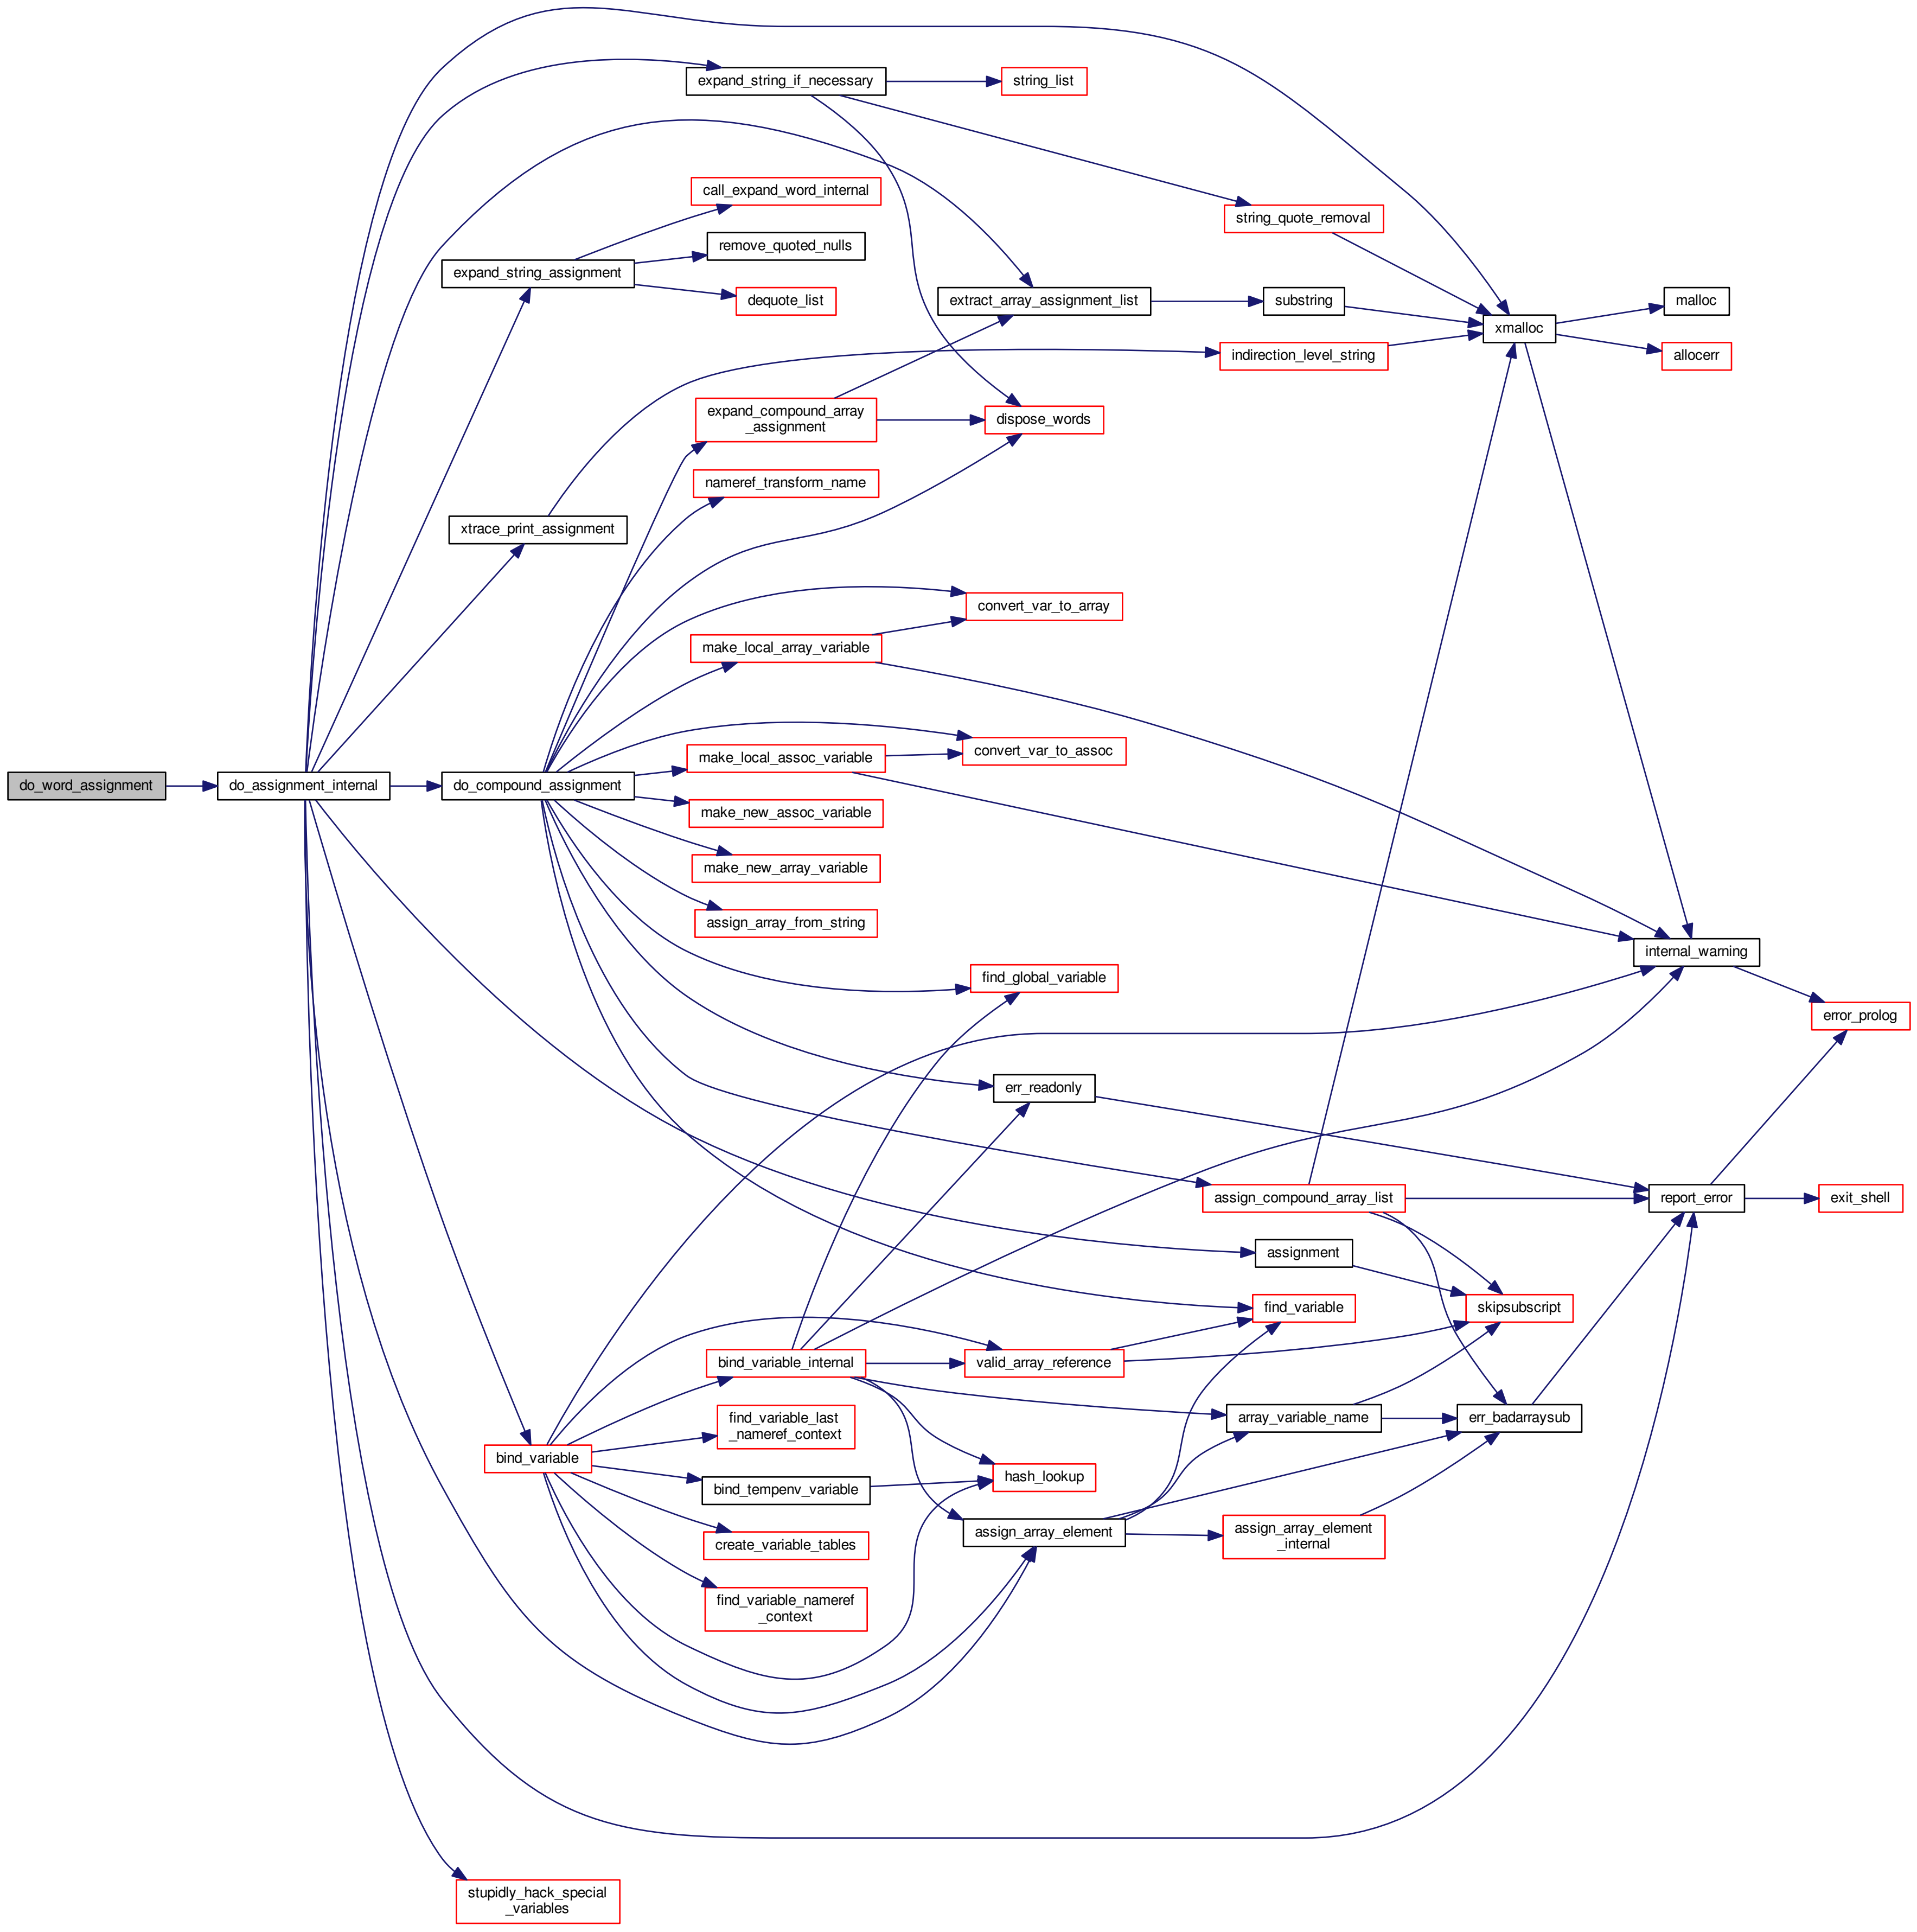 expand_string_if_necessary
string_list
call_expand_word_internal
string_quote_removal
remove_quoted_nulls
expand_string_assignment
dequote_list
extract_array_assignment_list
substring
malloc
xmalloc
indirection_level_string
allocerr
expand_compound_array
_assignment
dispose_words
nameref_transform_name
xtrace_print_assignment
convert_var_to_array
make_local_array_variable
convert_var_to_assoc
make_local_assoc_variable
do_word_assignment
do_assignment_internal
do_compound_assignment
make_new_assoc_variable
make_new_array_variable
assign_array_from_string
internal_warning
find_global_variable
error_prolog
err_readonly
assign_compound_array_list
report_error
exit_shell
assignment
find_variable
skipsubscript
bind_variable_internal
valid_array_reference
find_variable_last
_nameref_context
array_variable_name
err_badarraysub
bind_variable
hash_lookup
bind_tempenv_variable
assign_array_element
assign_array_element
_internal
create_variable_tables
find_variable_nameref
_context
stupidly_hack_special
_variables